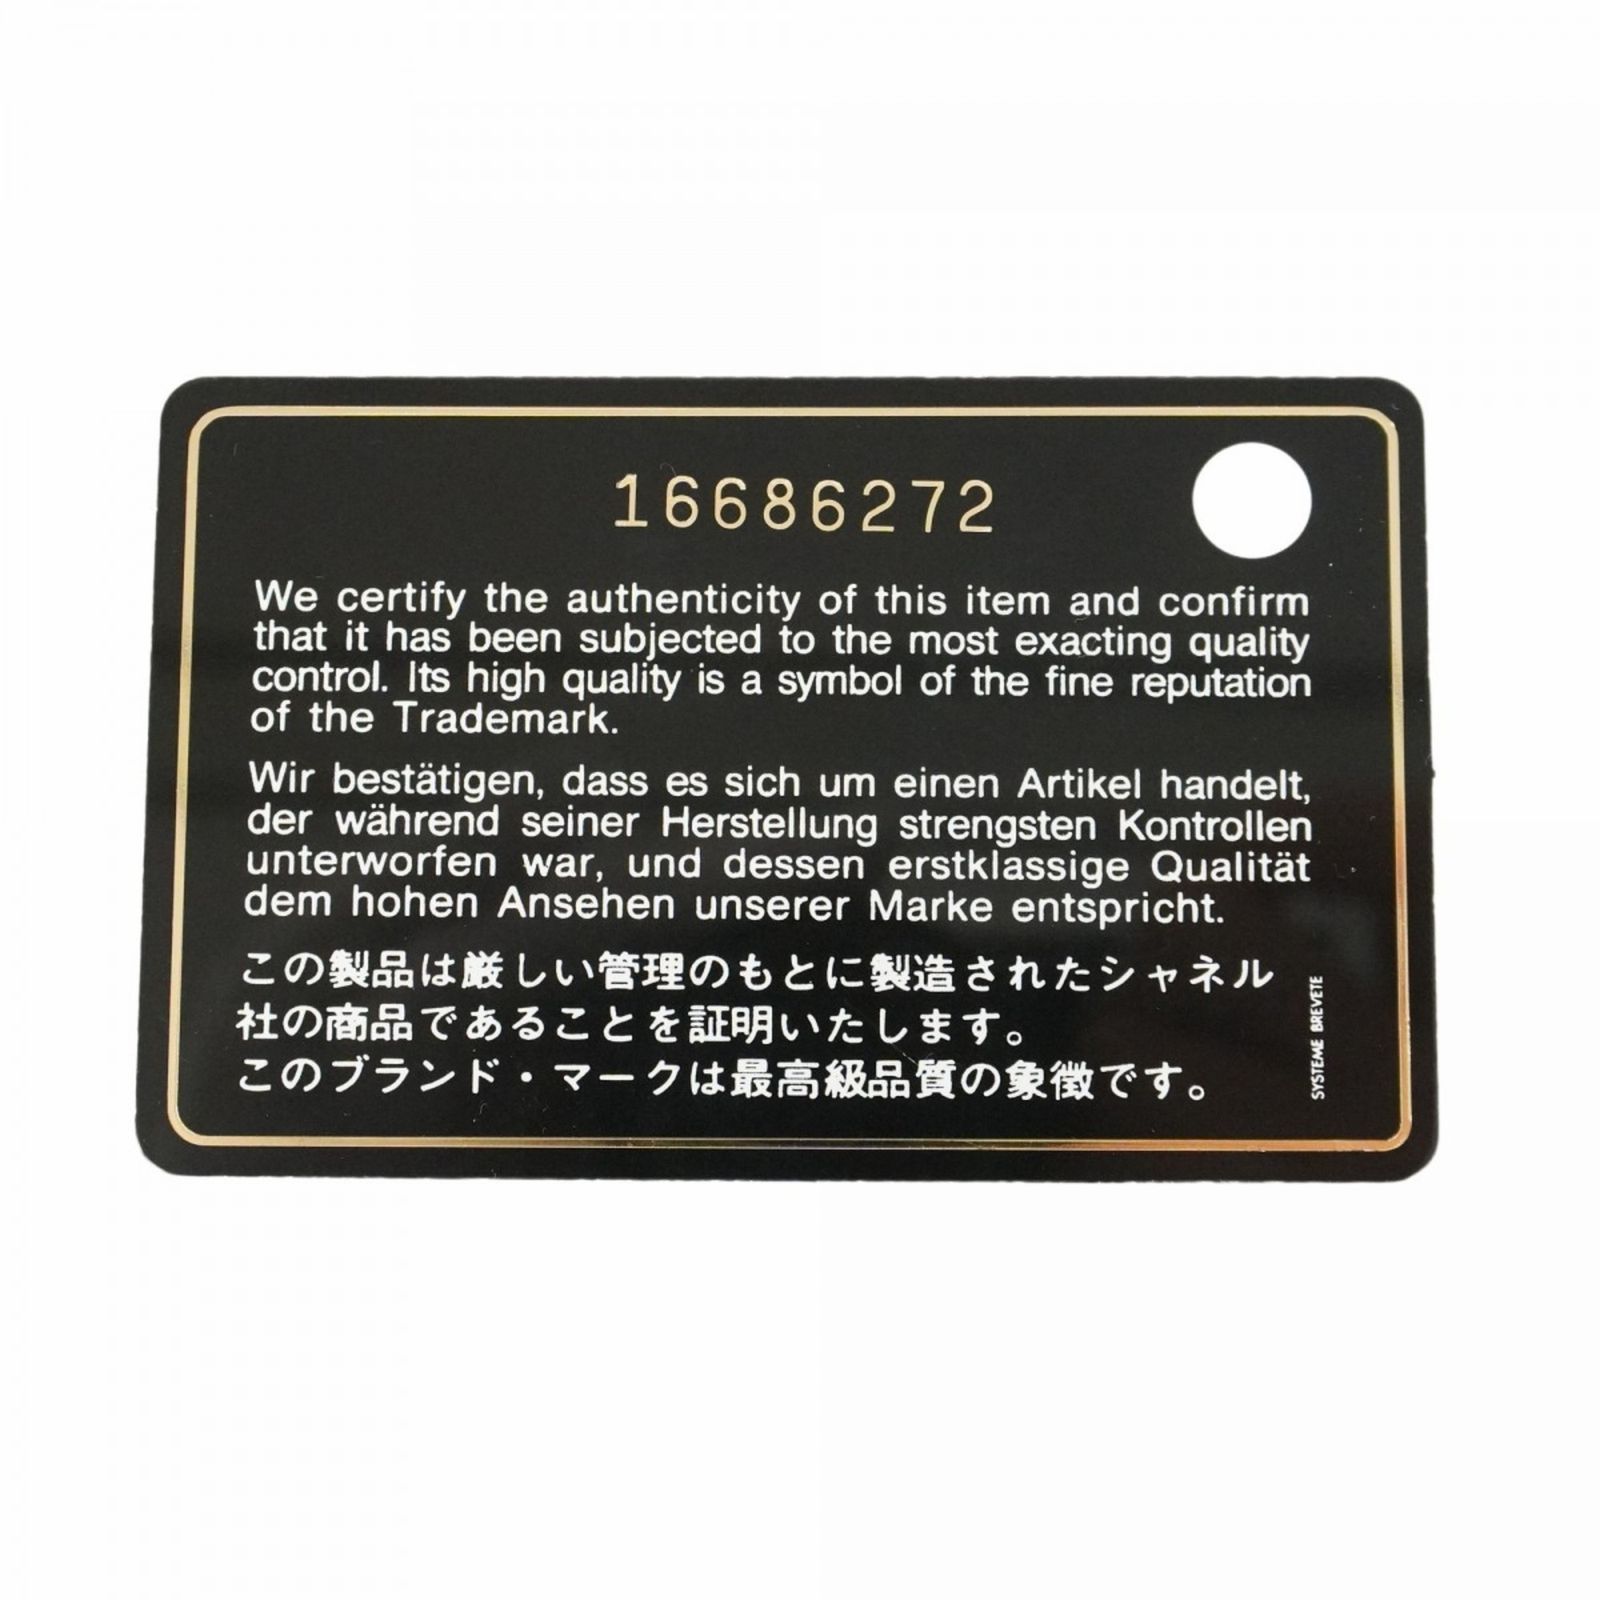 16686272
We certify the authenticity of this item and confirm
that it has been subjected to the most exacting quality
control. Its high quality is a symbol of the fine reputation
of the Trademark.
Wir bestätigen, dass es sich um einen Artikel handelt,
der während seiner Herstellung strengsten Kontrollen
unterworfen war, und dessen erstklassige Qualität
dem hohen Ansehen unserer Marke entspricht.
この製品は厳しい管理のもとに製造されたシャネル
社の商品であることを証明いたします。
このブランド・マークは最高級品質の象徴です。
SYSTEME BREVETE